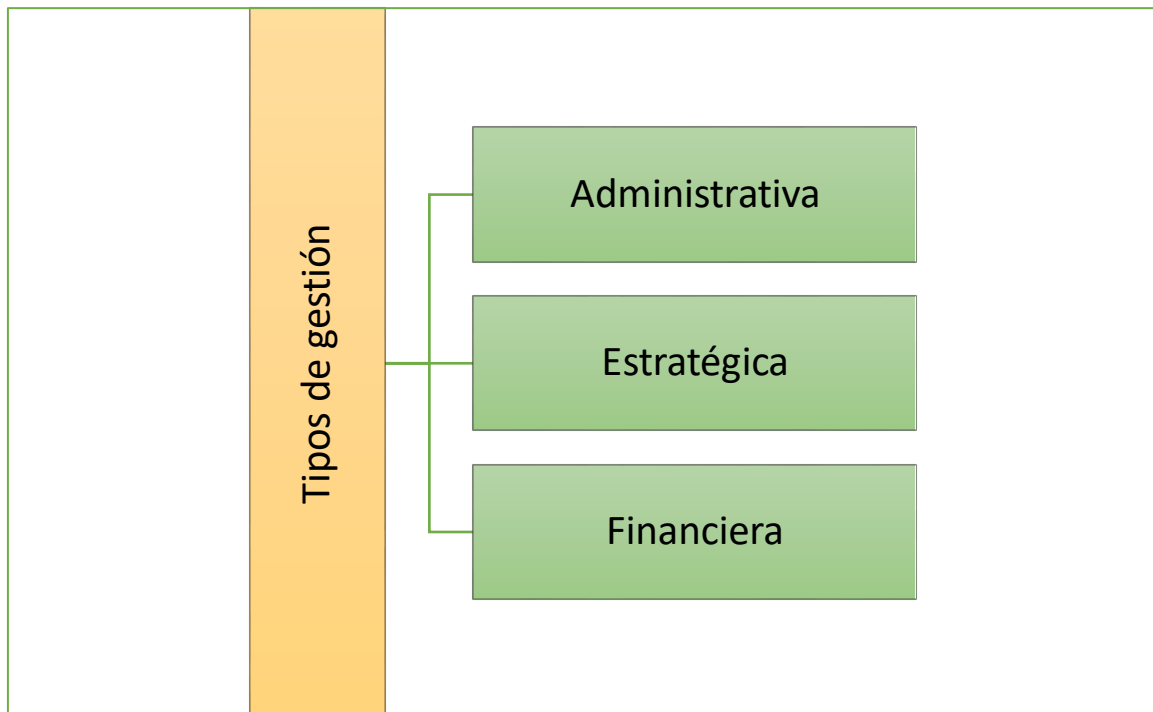 Tipos de gestión
Administrativa
Estratégica
Financiera